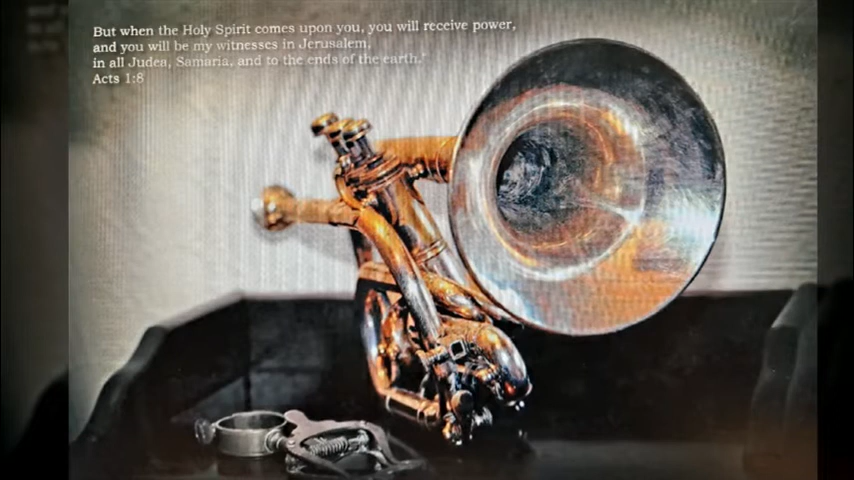 But when the Holy Spirit comes upon you, you will receive power,
and you will be my witnesses in Jerusalem,
in all Judea, Samaria, and to the ends of the earth."
Acts 1:8